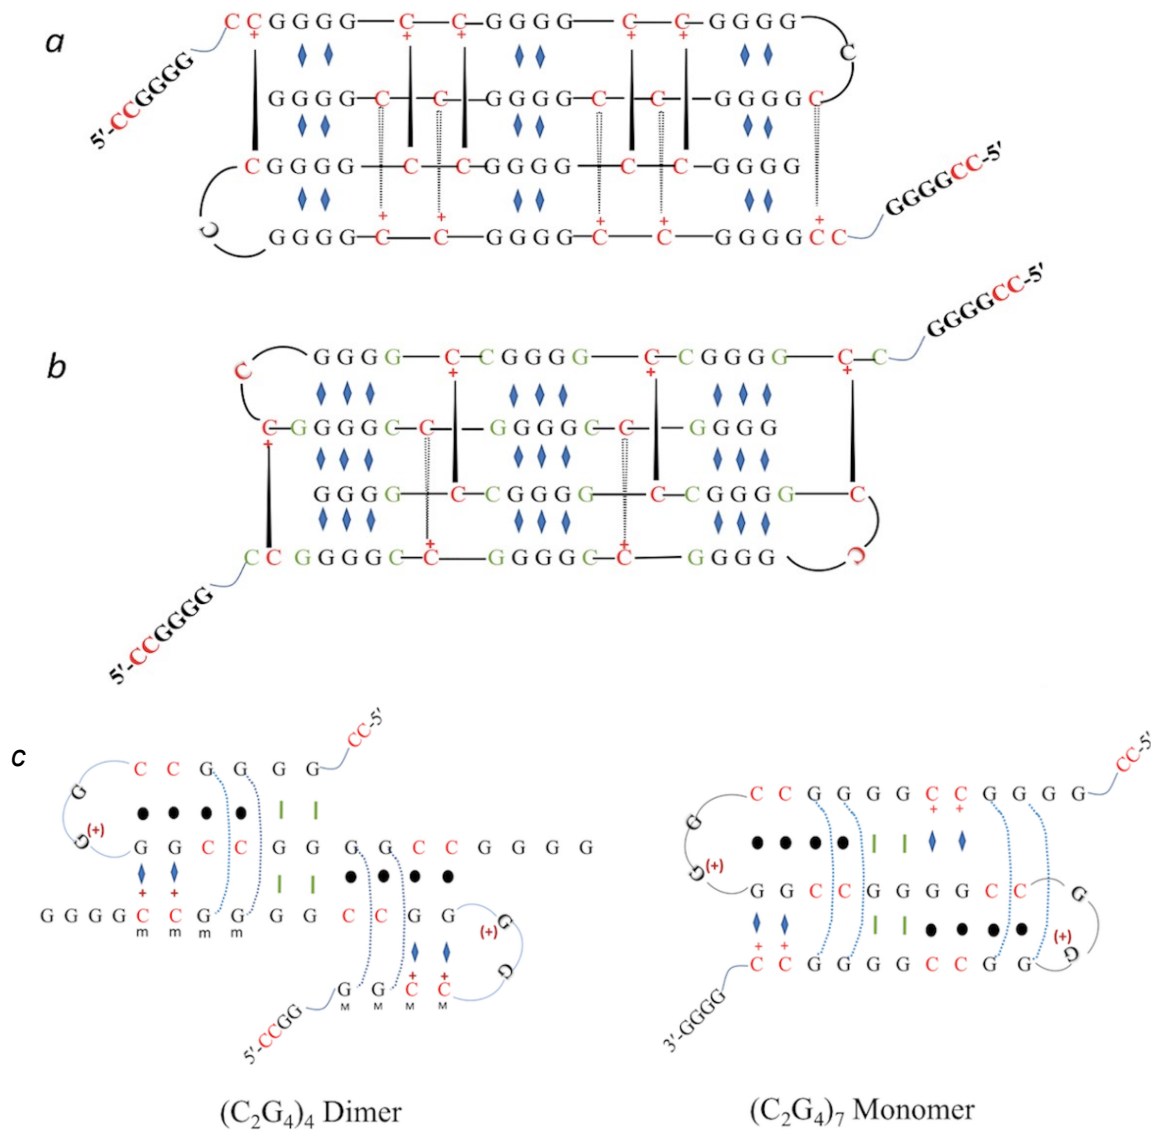 a
C C G G G G C C G G G G C C G G G G
+ + + + +
C
5'-CCGGGG
G G G G C C G G G G C C G G G G C
C G G G G C C G G G G C C G G G G
GGGGCC-5'
+ + + + +
C
G G G G C C G G G G C C G G G G C C
GGGGCC-5'
b
G G G G C C G G G G C C G G G G C C
C
+ + +
C G G G G C C G G G G C C G G G G
+
G G G G C C G G G G C C G G G G C
+ +
C C G G G G C C G G G G C C G G G G
C
5'-CCGGGG
c
CC-5'
C C G G G G
G
G (+)
G G C C G G G G C C G G G G
+ +
G G G G C C G G G G C C G G
m m m m
G
(+)
G
+ +
G G C C
M M M M
5'-CCGG
(C2G4)4 Dimer
CC-5'
C C G G G G C C G G G G
+ +
G
G (+)
G G C C G G G G C C
G
(+)
G
+ +
C C G G G G C C G G
3'-GGGG
(C2G4)7 Monomer